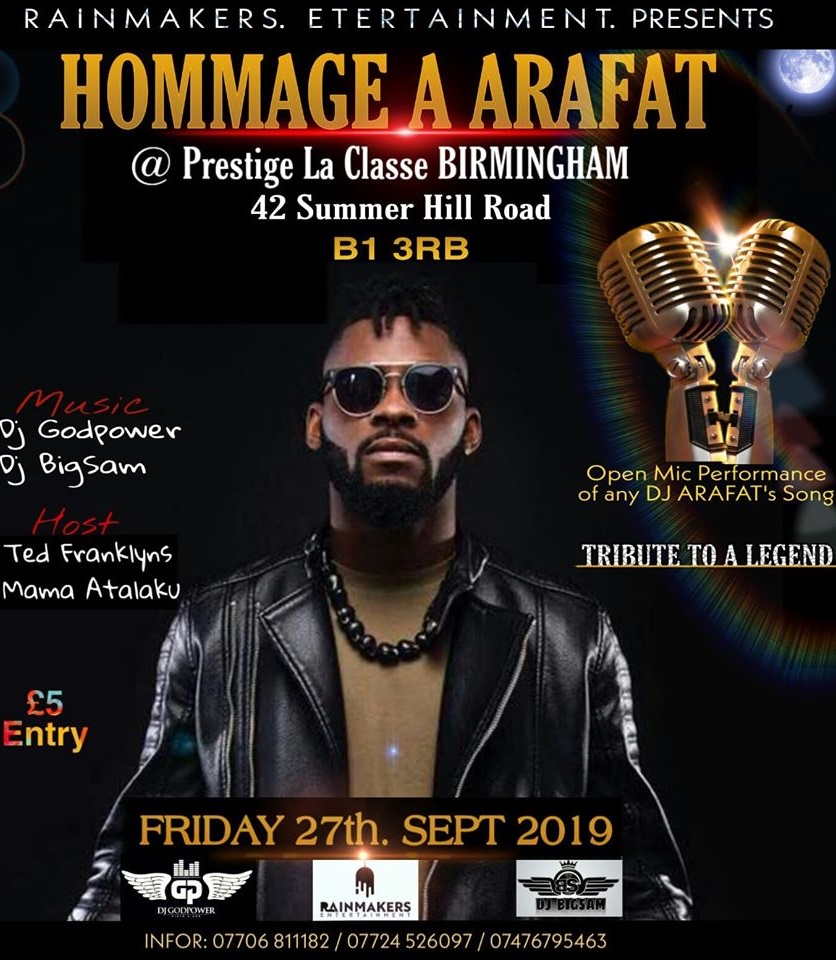 RAINMAKERS. ETERTAINMENT. PRESENTS
HOMMAGE A ARAFAT
@ Prestige La Classe BIRMINGHAM
42 Summer Hill Road
B1 3RB
Music
Dj Godpower
Dj BigSam
Host
Ted Franklyns
Mama Atalaku
Open Mic Performance
of any DJ ARAFAT's Song
TRIBUTE TO A LEGEND
£5
Entry
FRIDAY 27th. SEPT 2019
GP
DJ GODPOWER
RAINMAKERS
ENTERTAINMENT
BS
DJ BIGSAM
INFOR: 07706 811182 / 07724 526097 / 07476795463